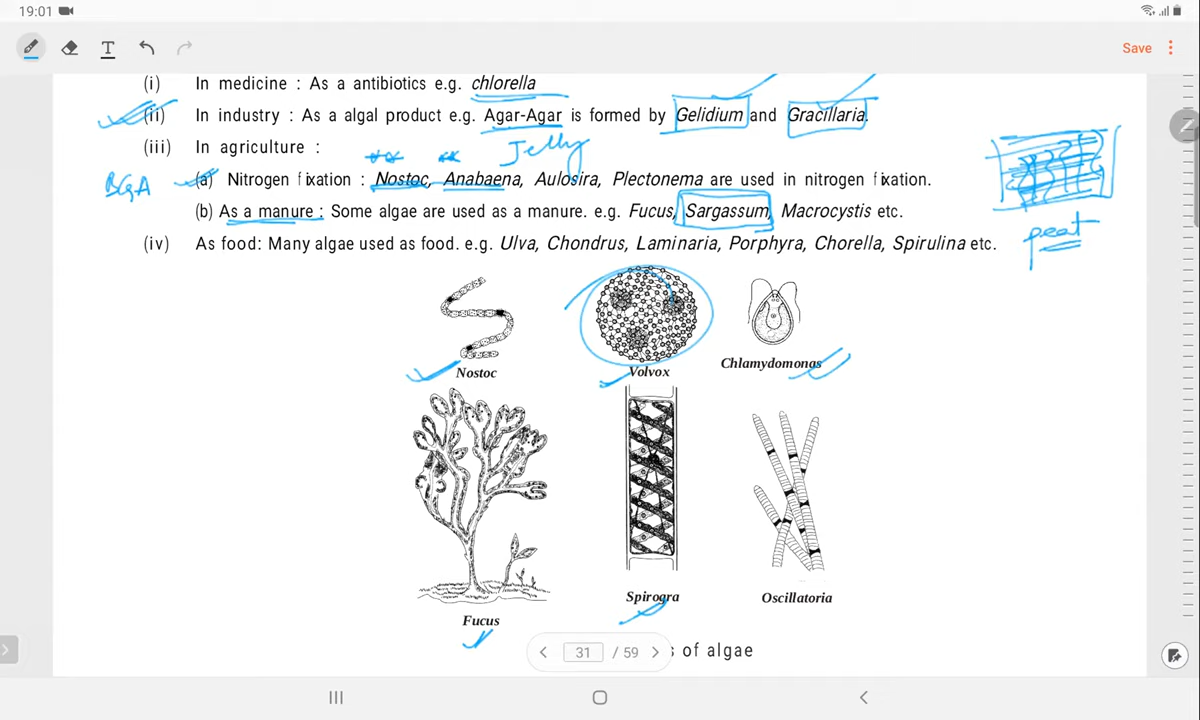 19:01
T
Save
(i) In medicine : As a antibiotics e.g. chlorella
(ii) In industry : As a algal product e.g. Agar-Agar is formed by Gelidium and Gracillaria.
(iii) In agriculture :
Jelly
BGA
(a) Nitrogen fixation : Nostoc, Anabaena, Aulosira, Plectonema are used in nitrogen fixation.
(b) As a manure : Some algae are used as a manure. e.g. Fucus, Sargassum, Macrocystis etc.
peat
(iv) As food: Many algae used as food. e.g. Ulva, Chondrus, Laminaria, Porphyra, Chorella, Spirulina etc.
Nostoc
Volvox
Chlamydomonas
Fucus
Spirogra
Oscillatoria
31 / 59
of algae